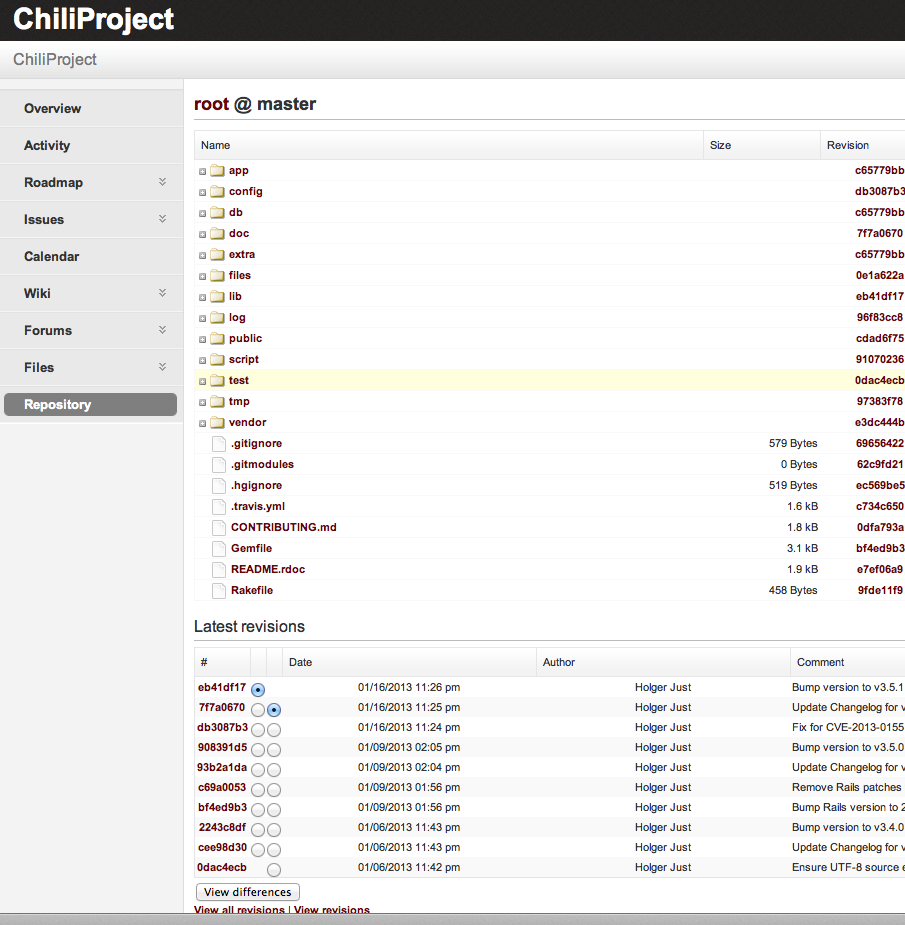 ChiliProject
ChiliProject
Overview
Activity
Roadmap
Issues
Calendar
Wiki
Forums
Files
Repository
root @ master
Name Size Revision
app c65779bb
config db3087b3
db c65779bb
doc 7f7a0670
extra c65779bb
files 0e1a622a
lib eb41df17
log 96f83cc8
public cdad6f75
script 91070236
test 0dac4ecb
tmp 97383f78
vendor e3dc444b
.gitignore 579 Bytes 69656422
.gitmodules 0 Bytes 62c9fd21
.hgignore 519 Bytes ec569be5
.travis.yml 1.6 kB c734c650
CONTRIBUTING.md 1.8 kB 0dfa793a
Gemfile 3.1 kB bf4ed9b3
README.rdoc 1.9 kB e7ef06a9
Rakefile 458 Bytes 9fde11f9
Latest revisions
# Date Author Comment
eb41df17 01/16/2013 11:26 pm Holger Just Bump version to v3.5.1
7f7a0670 01/16/2013 11:25 pm Holger Just Update Changelog for v
db3087b3 01/16/2013 11:24 pm Holger Just Fix for CVE-2013-0155
908391d5 01/09/2013 02:05 pm Holger Just Bump version to v3.5.0
93b2a1da 01/09/2013 02:04 pm Holger Just Update Changelog for v
c69a0053 01/09/2013 01:56 pm Holger Just Remove Rails patches
bf4ed9b3 01/09/2013 01:56 pm Holger Just Bump Rails version to 2
2243c8df 01/06/2013 11:43 pm Holger Just Bump version to v3.4.0
cee98d30 01/06/2013 11:43 pm Holger Just Update Changelog for v
0dac4ecb 01/06/2013 11:42 pm Holger Just Ensure UTF-8 source e
View differences
View all revisions | View revisions